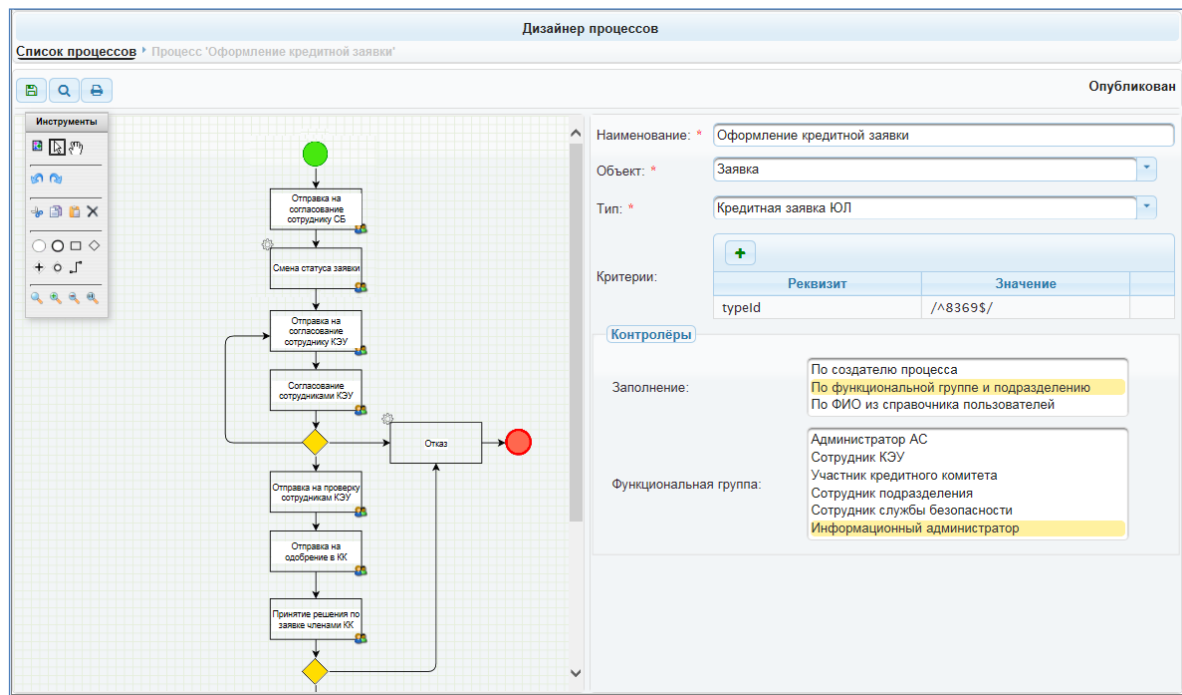 Дизайнер процессов
Список процессов
Процесс 'Оформление кредитной заявки'
Опубликован
Инструменты
Отправка на
согласование
сотруднику СБ
Смена статуса заявки
Отправка на
согласование
сотруднику КЭУ
Согласование
сотрудниками КЭУ
Отказ
Отправка на проверку
сотрудникам КЭУ
Отправка на
одобрение в КК
Принятие решения по
заявке членами КК
Наименование: * Оформление кредитной заявки
Объект: * Заявка
Тип: * Кредитная заявка ЮЛ
Критерии:
Реквизит Значение
typeId /^8369$/
Контролёры
Заполнение:
По создателю процесса
По функциональной группе и подразделению
По ФИО из справочника пользователей
Функциональная группа:
Администратор АС
Сотрудник КЭУ
Участник кредитного комитета
Сотрудник подразделения
Сотрудник службы безопасности
Информационный администратор